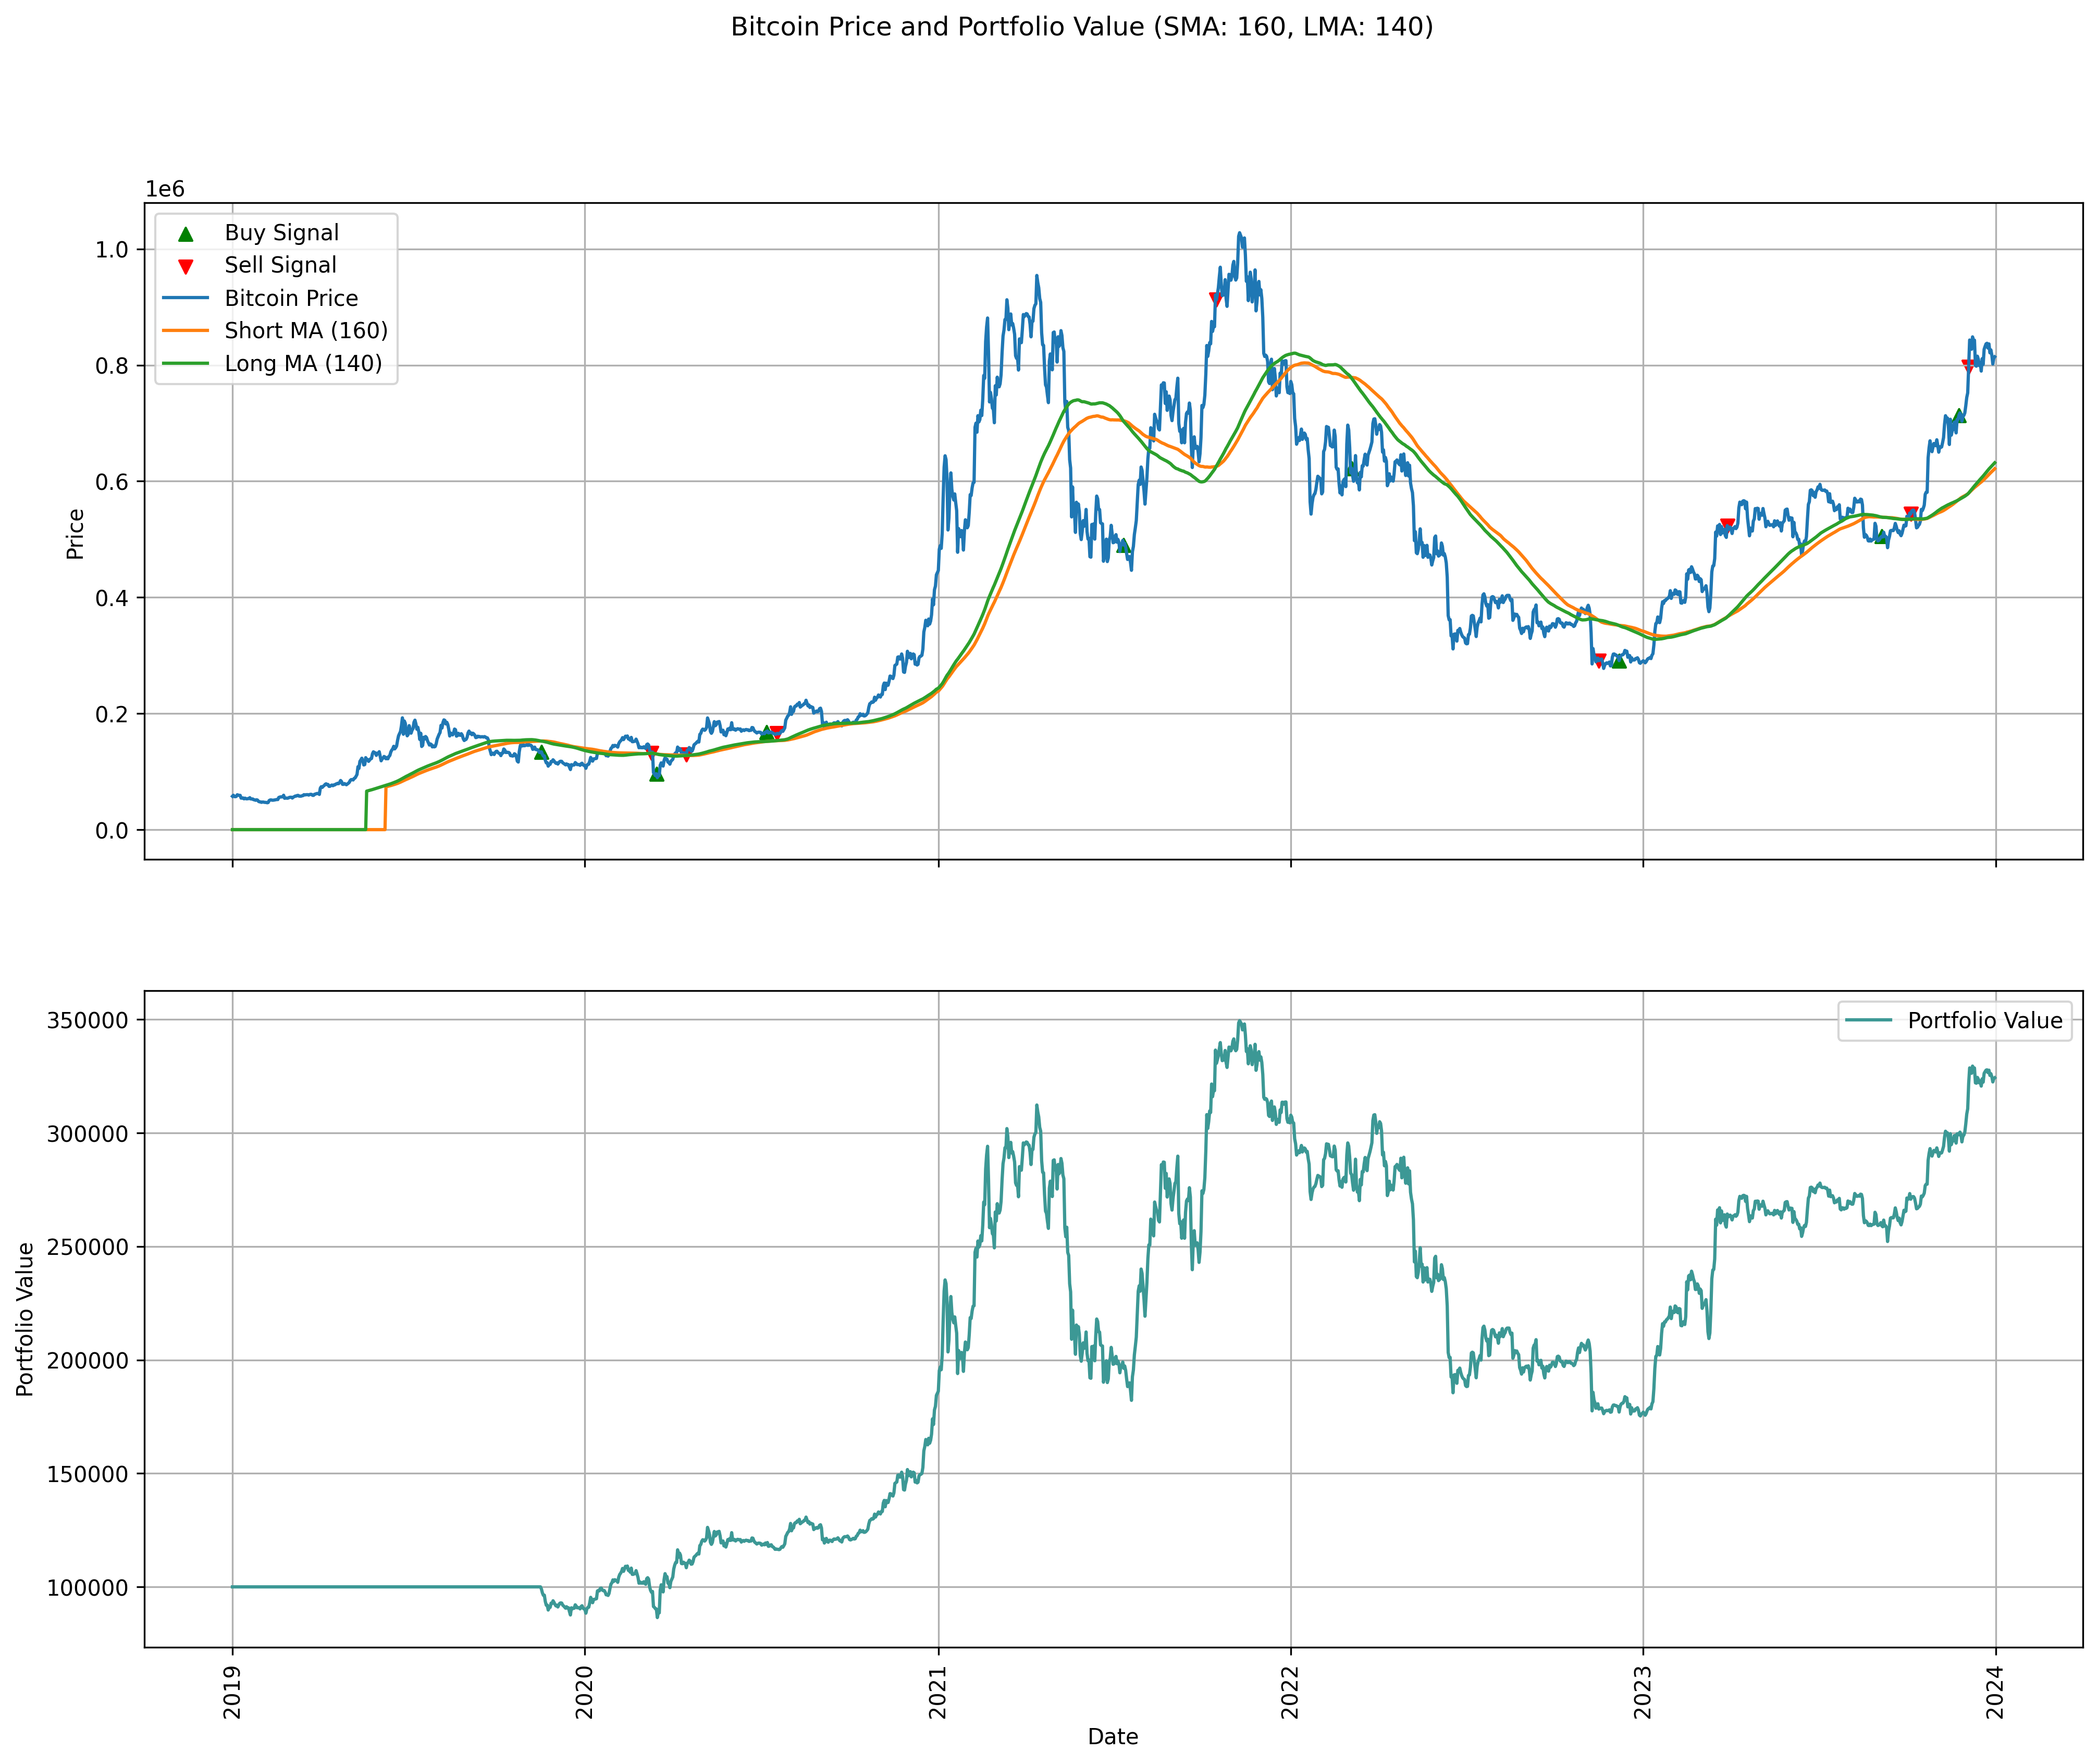 Bitcoin Price and Portfolio Value (SMA: 160, LMA: 140)
1e6
Buy Signal
Sell Signal
Bitcoin Price
Short MA (160)
Long MA (140)
Price
1.0
0.8
0.6
0.4
0.2
0.0
Portfolio Value
Portfolio Value
350000
300000
250000
200000
150000
100000
2019
2020
2021
2022
2023
2024
Date